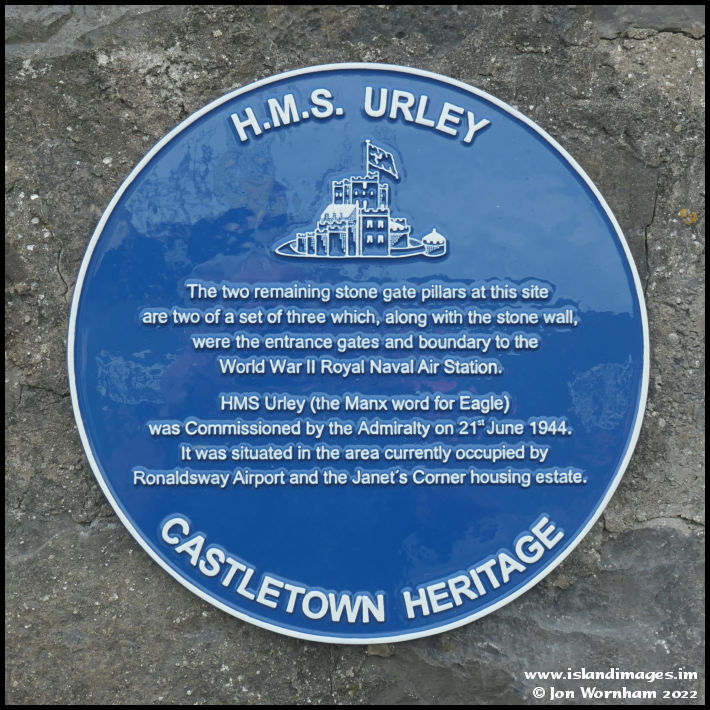 H.M.S. URLEY
The two remaining stone gate pillars at this site
are two of a set of three which, along with the stone wall,
were the entrance gates and boundary to the
World War II Royal Naval Air Station.
HMS Urley (the Manx word for Eagle)
was Commissioned by the Admiralty on 21st June 1944.
It was situated in the area currently occupied by
Ronaldsway Airport and the Janet´s Corner housing estate.
CASTLETOWN HERITAGE
www.islandimages.im
© Jon Wornham 2022